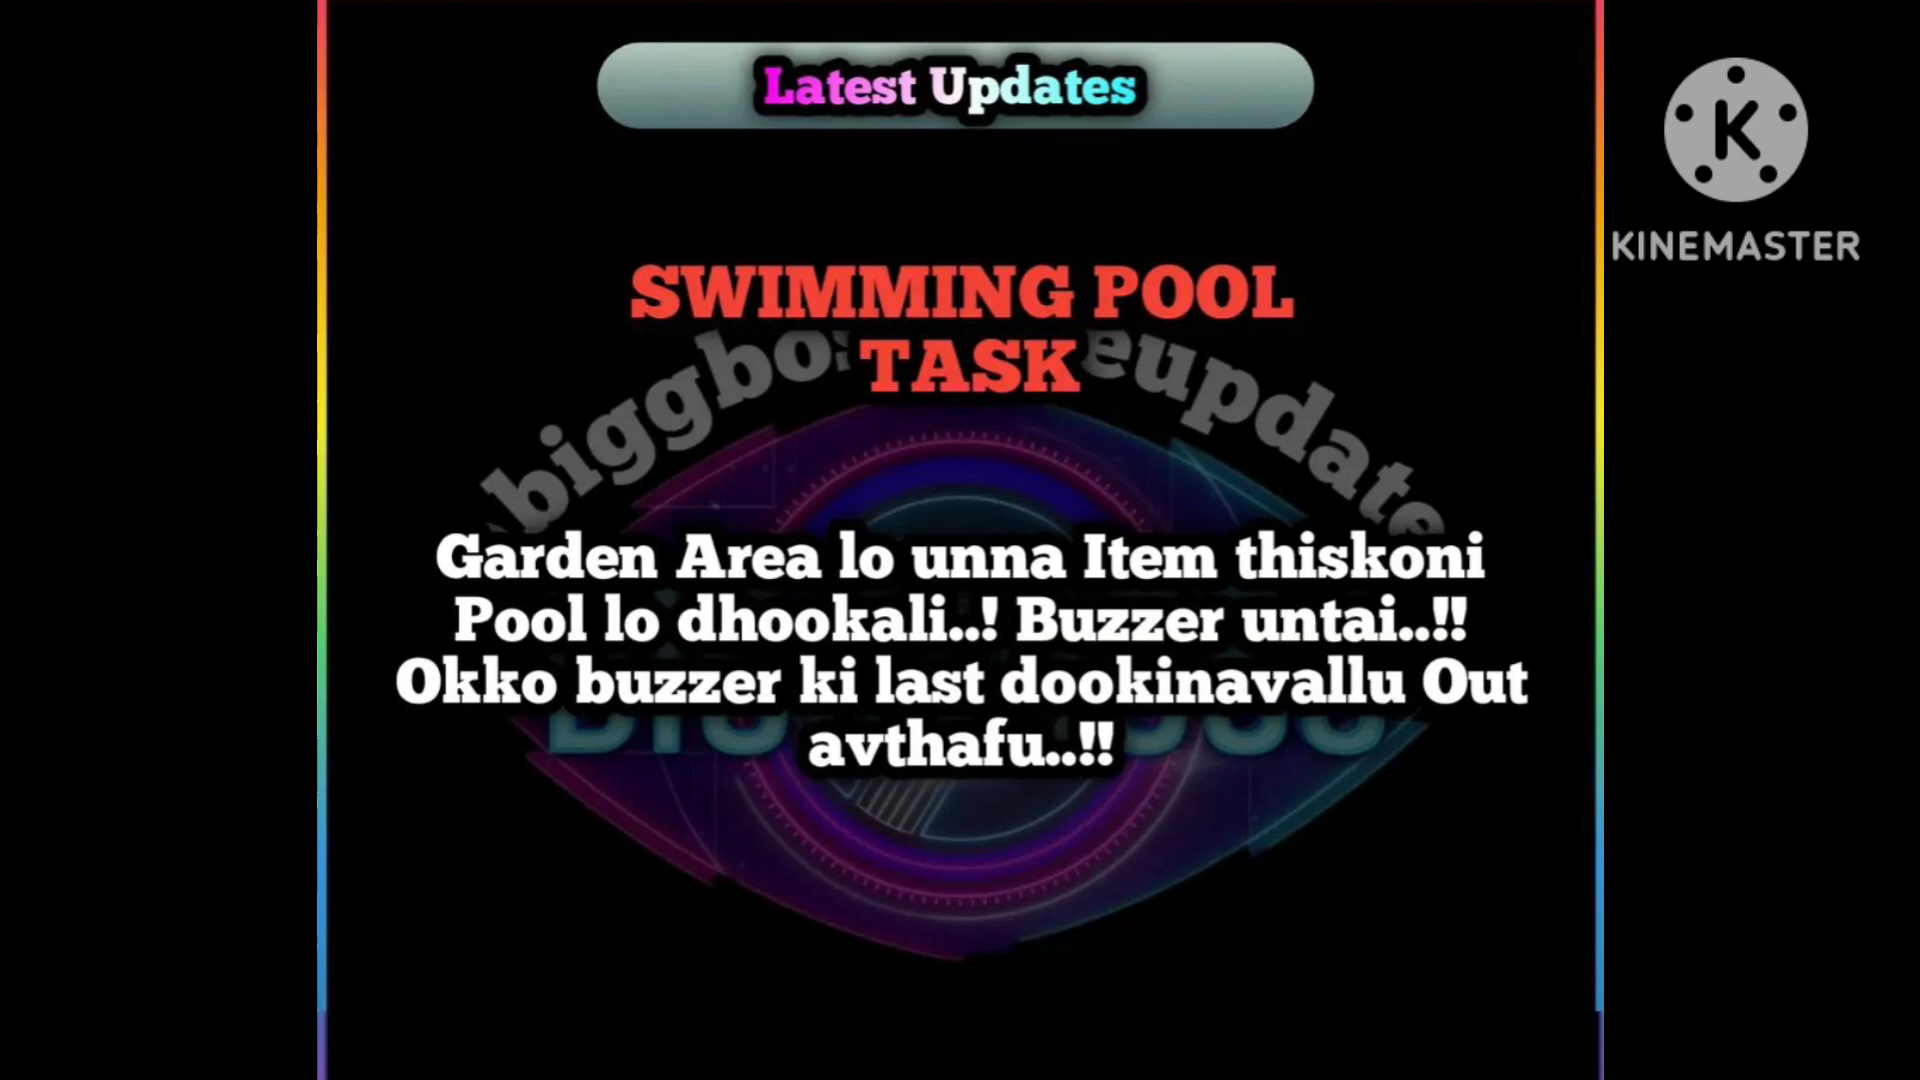 Latest Updates
KINEMASTER
SWIMMING POOL
TASK
Garden Area lo unna Item thiskoni
Pool lo dhookali..! Buzzer untai..!!
Okko buzzer ki last dookinavallu Out
avthafu..!!